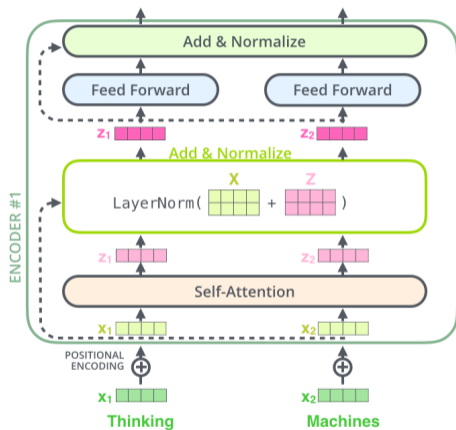 Add & Normalize
Feed Forward Feed Forward
z1 z2
Add & Normalize
X Z
LayerNorm( + )
z1 z2
Self-Attention
x1 x2
ENCODER #1
POSITIONAL
ENCODING
x1 x2
Thinking Machines